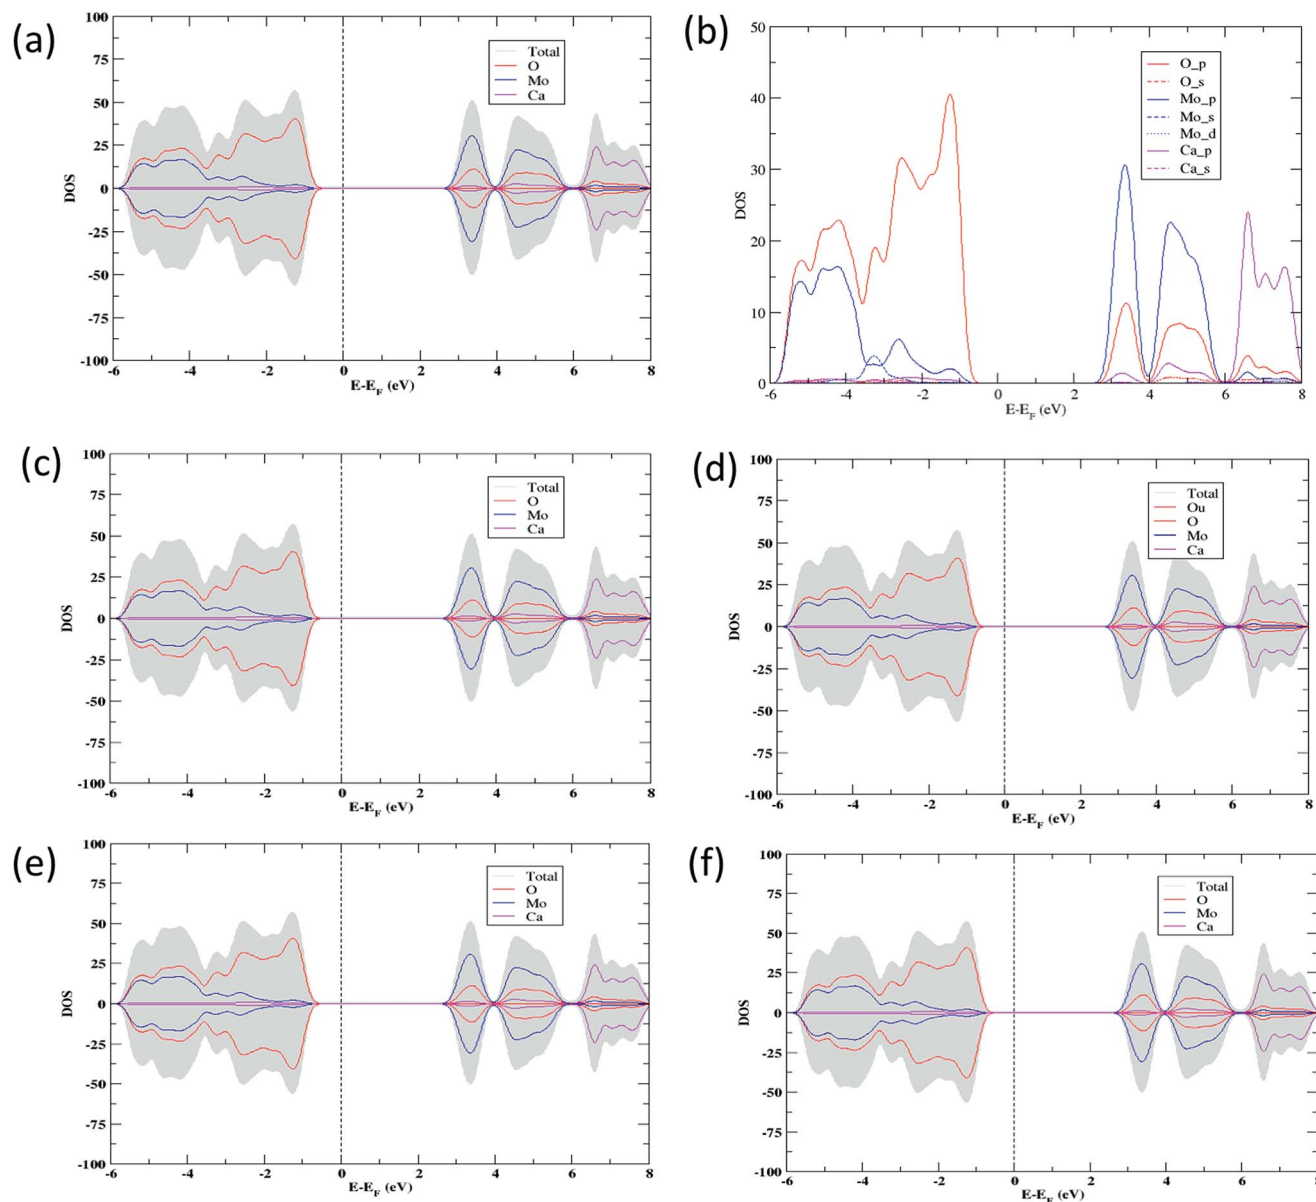 (a)
100
75
50
25
0
-25
-50
-75
-100
DOS
Total
O
Mo
Ca
-6 -4 -2 0 2 4 6 8
E-E_F (eV)
(b)
50
40
30
20
10
0
DOS
O_p
O_s
Mo_p
Mo_s
Mo_d
Ca_p
Ca_s
-6 -4 -2 0 2 4 6 8
E-E_F (eV)
(c)
100
75
50
25
0
-25
-50
-75
-100
DOS
Total
O
Mo
Ca
-6 -4 -2 0 2 4 6 8
E-E_F (eV)
(d)
100
75
50
25
0
-25
-50
-75
-100
DOS
Total
Ou
O
Mo
Ca
-6 -4 -2 0 2 4 6 8
E-E_F (eV)
(e)
100
75
50
25
0
-25
-50
-75
-100
DOS
Total
O
Mo
Ca
-6 -4 -2 0 2 4 6 8
E-E_F (eV)
(f)
100
75
50
25
0
-25
-50
-75
-100
DOS
Total
O
Mo
Ca
-6 -4 -2 0 2 4 6
E-E_F (eV)